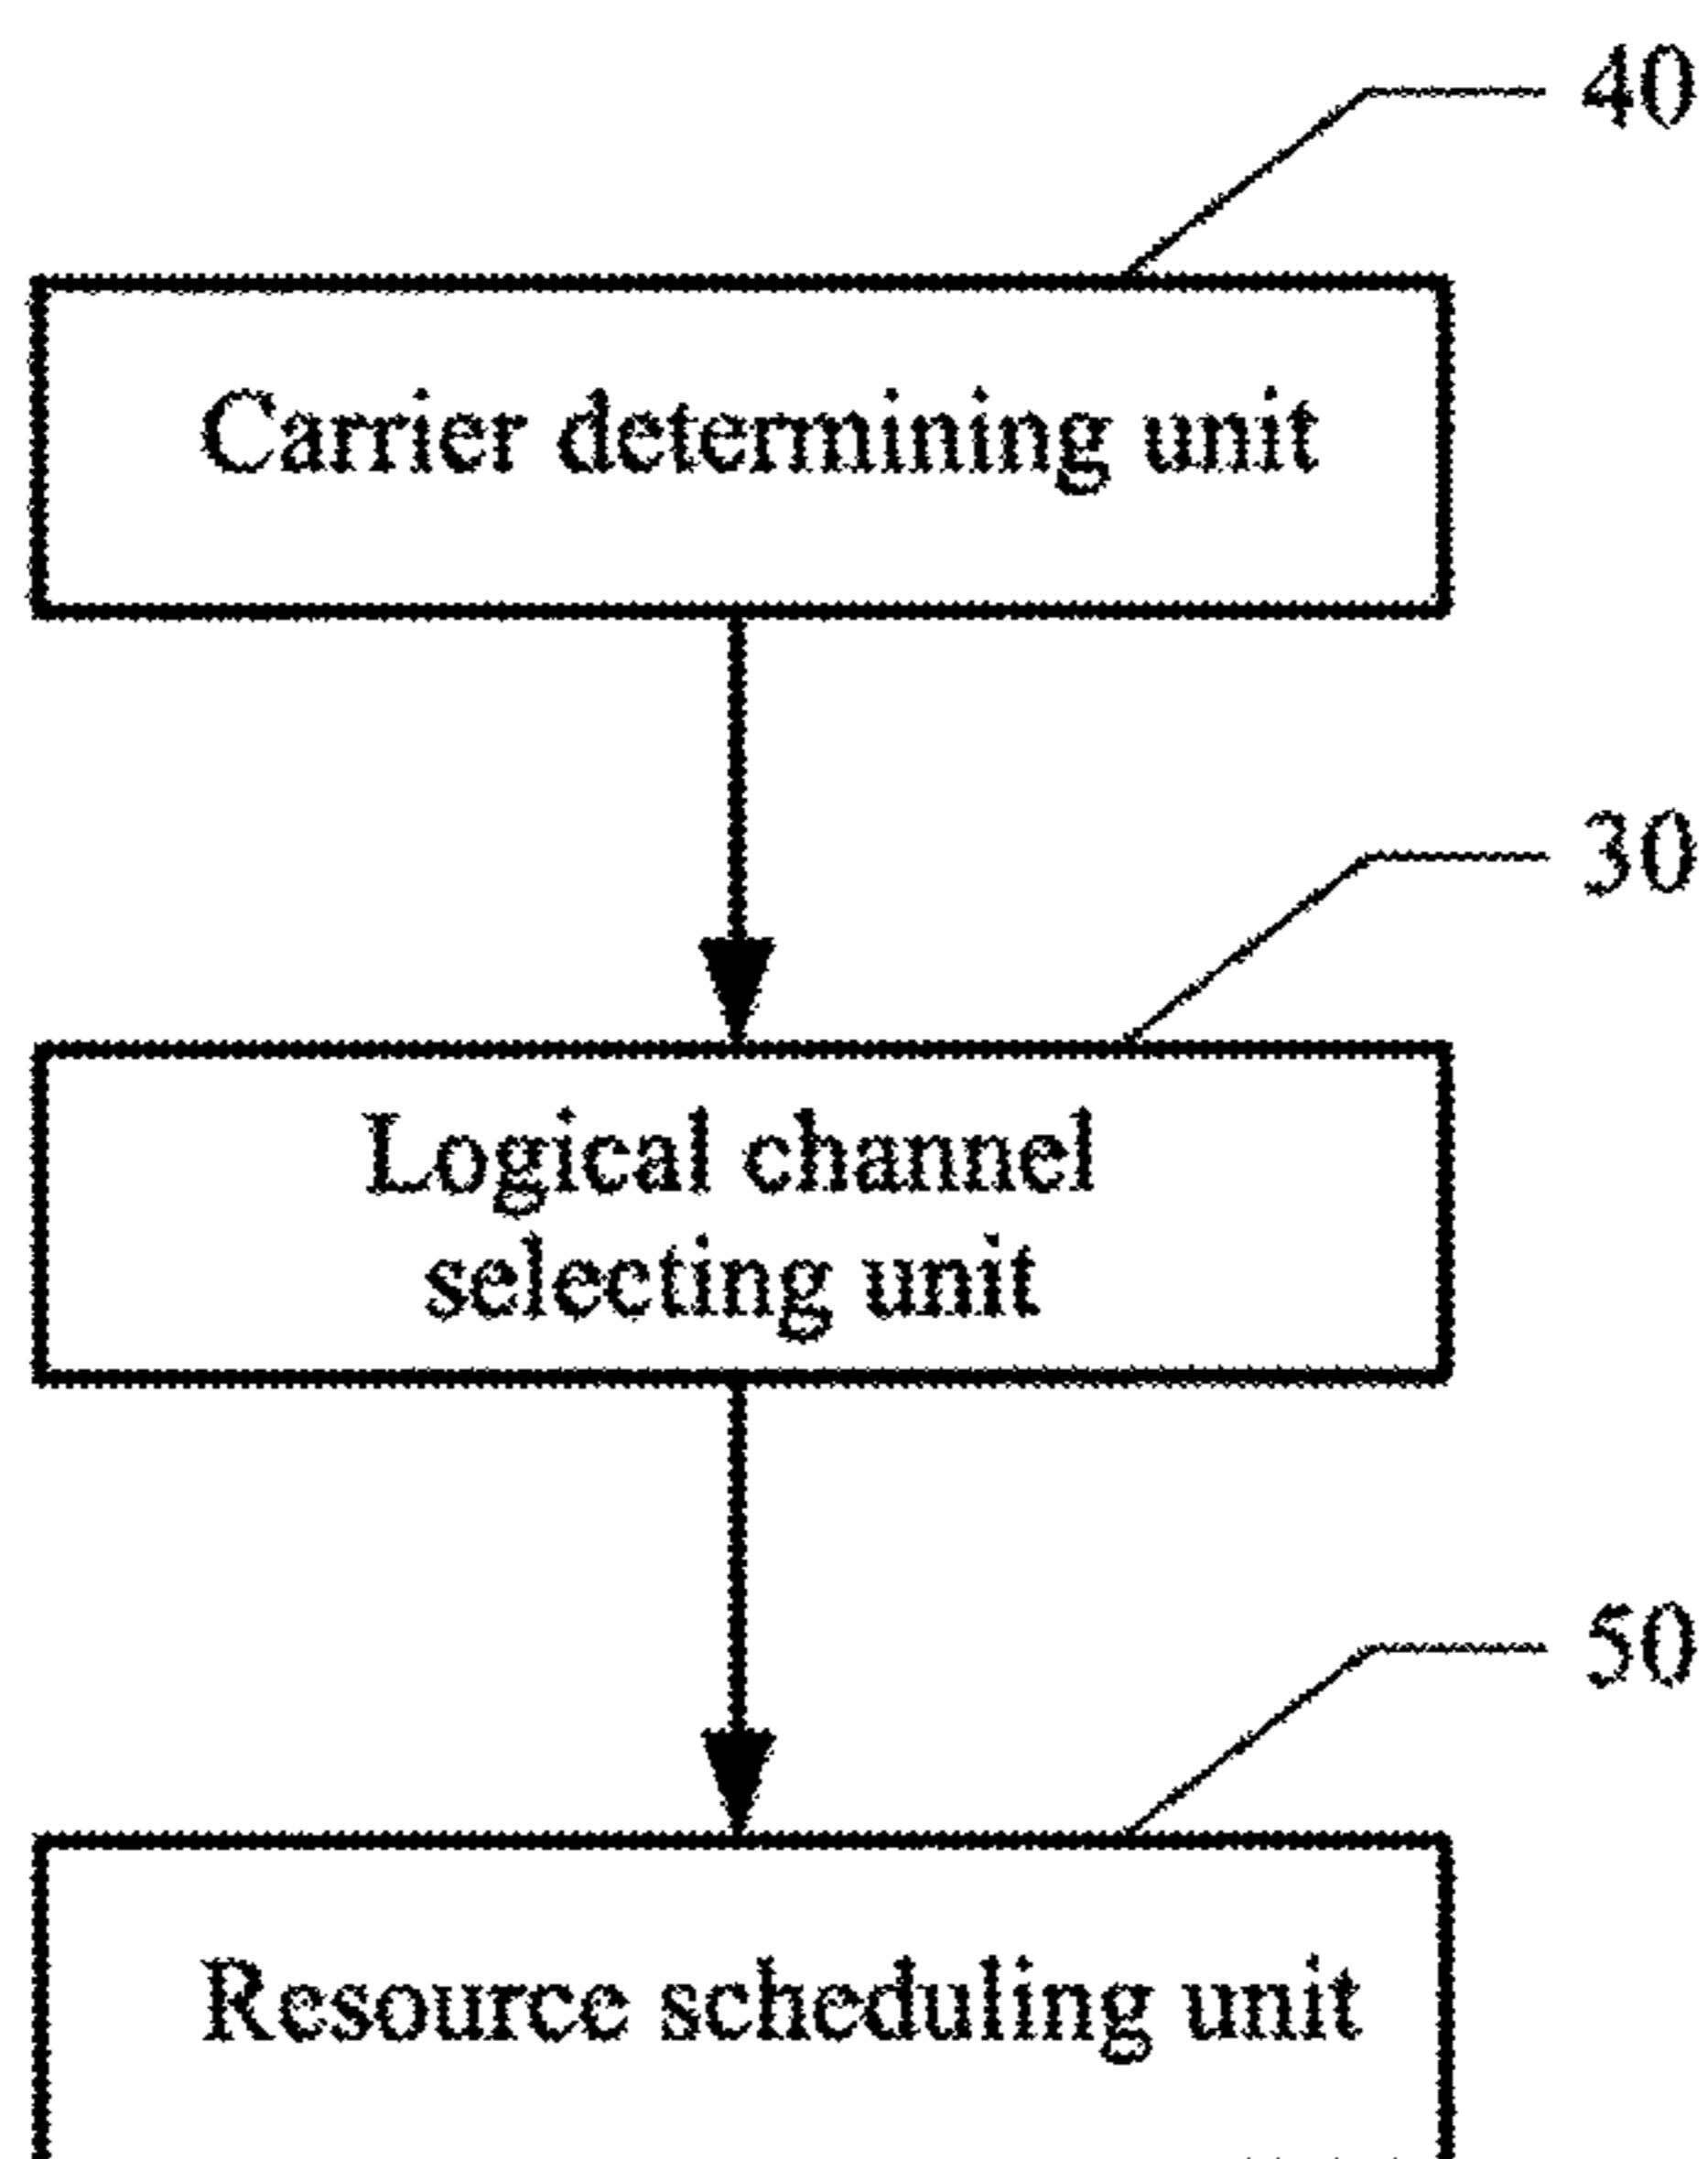 40
Carrier determining unit
30
Logical channel
selecting unit
50
Resource scheduling unit